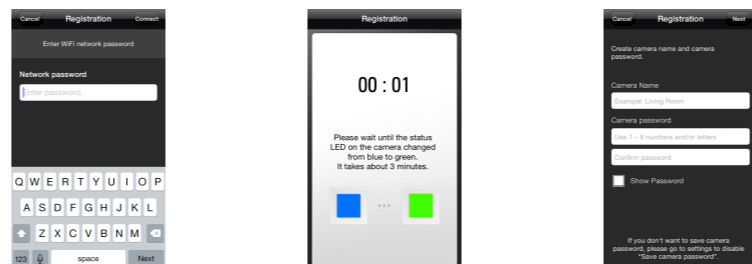 Cancel Registration Connect
Enter WiFi network password
Network password
Enter password.
Q W E R T Y U I O P
A S D F G H J K L
Z X C V B N M
123 space Next
Registration
00 : 01
Please wait until the status
LED on the camera changed
from blue to green.
It takes about 3 minutes.
Cancel Registration Next
Create camera name and camera
password.
Camera Name
Example: Living Room
Camera password
Use 1 – 8 numbers and/or letters
Confirm password
Show Password
If you don't want to save camera
password, please go to settings to disable
"Save camera password".